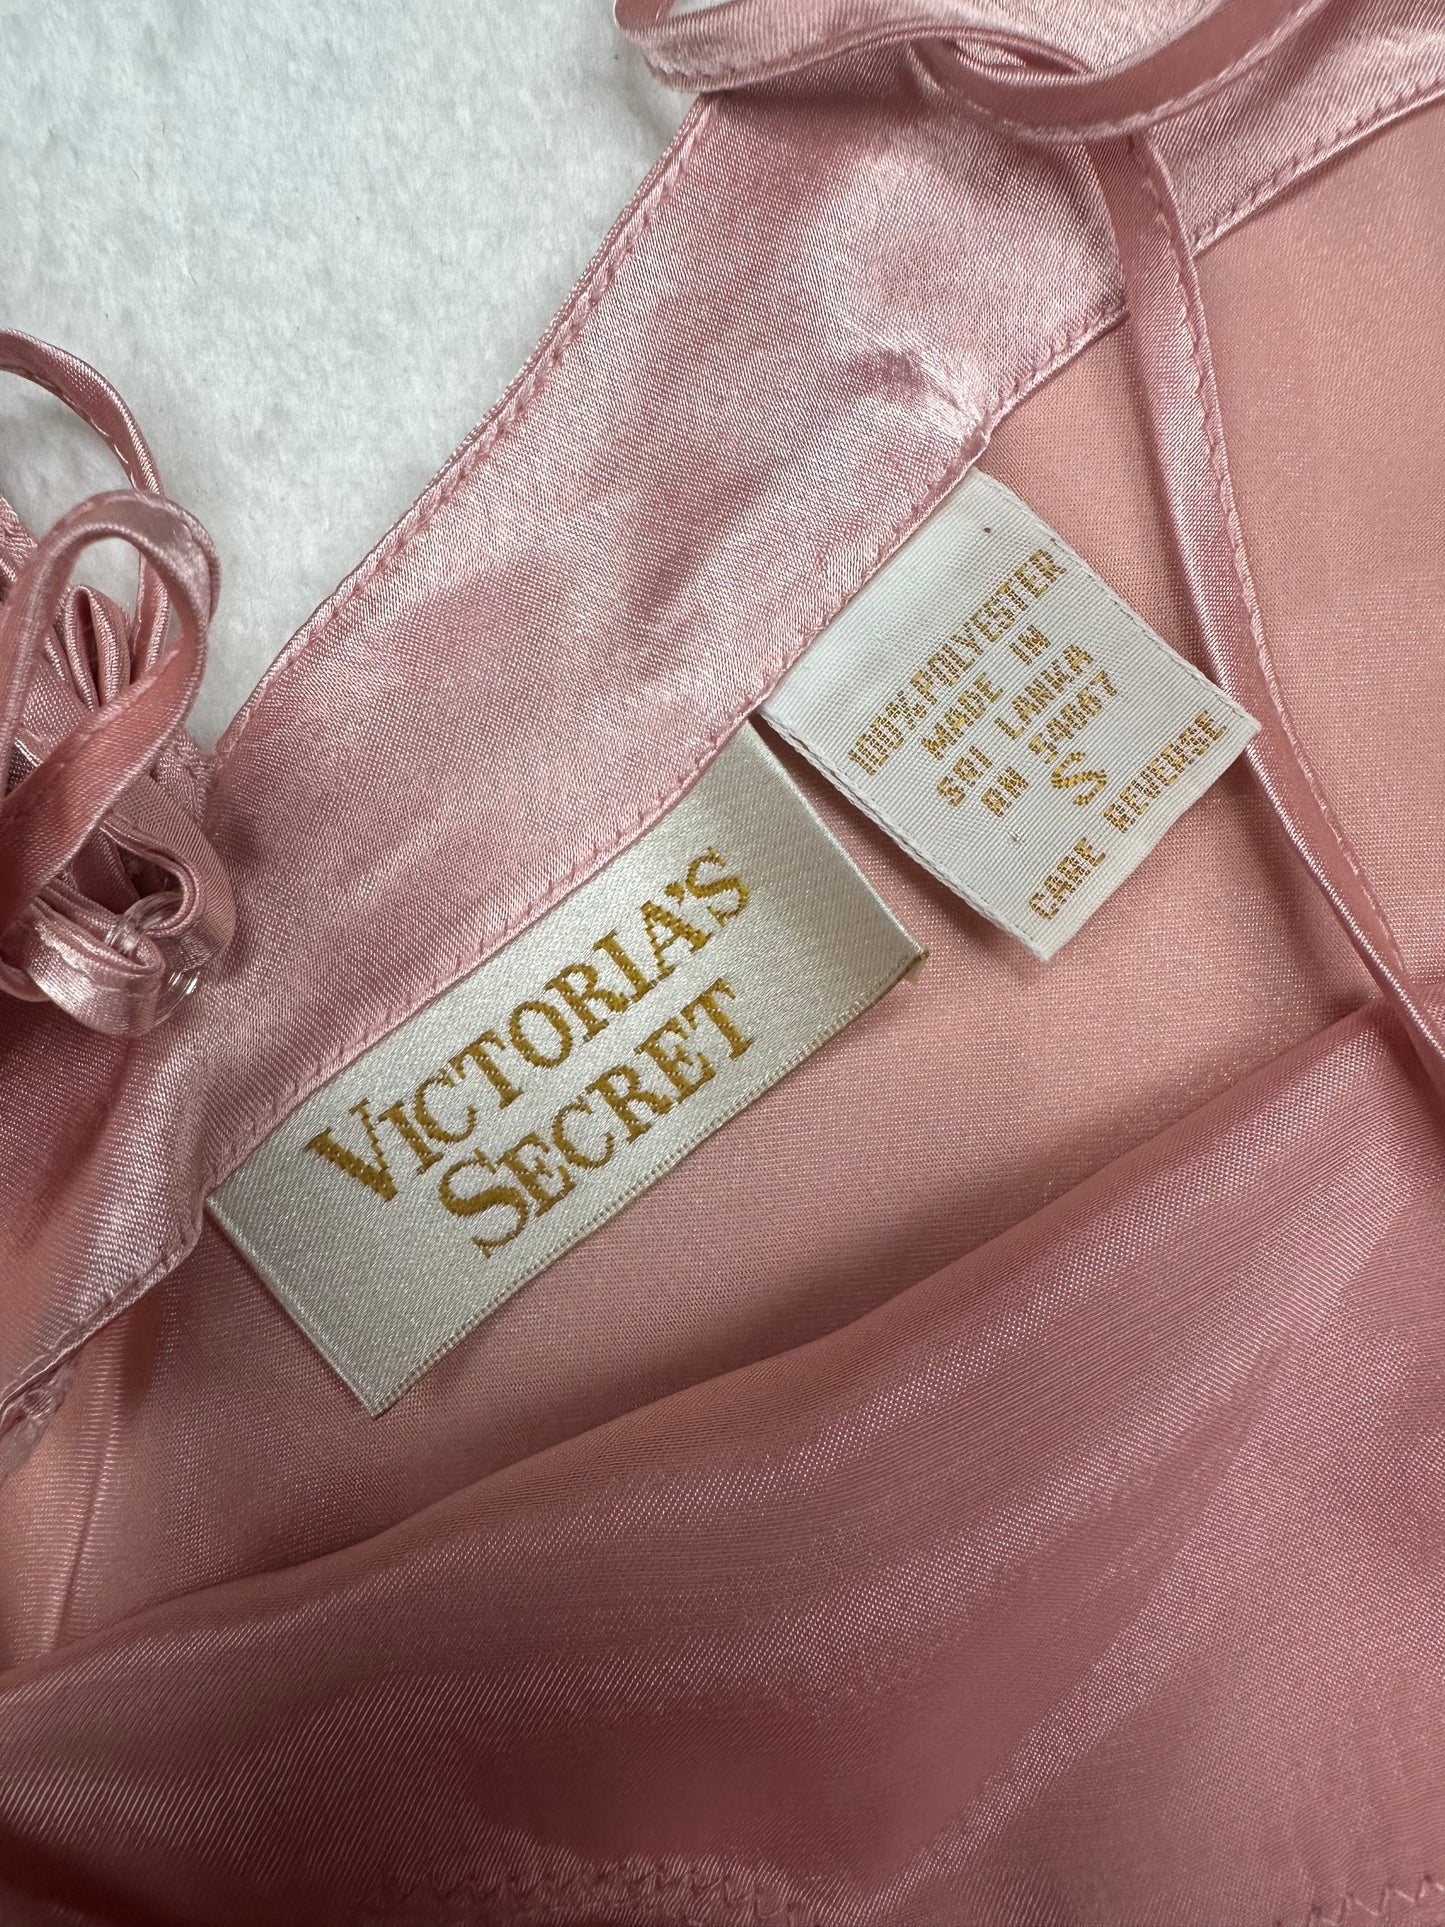 VICTORIA'S
SECRET
100% POLYESTER
MADE IN
SRI LANKA
RN 54867
S
CARE REVERSE